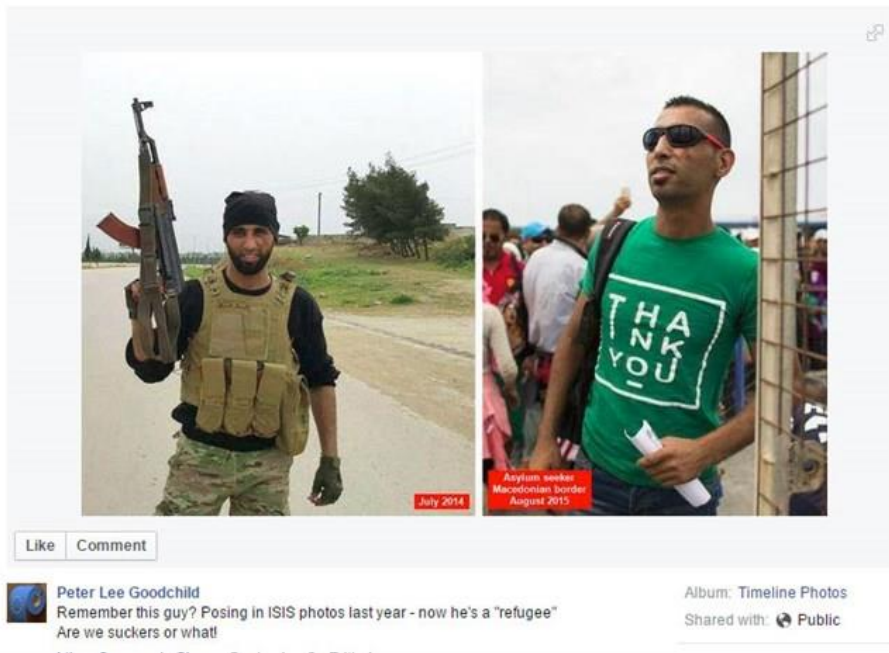 July 2014
THA
NK
YOU
Asylum seeker
Macedonian border
August 2015
Like Comment
Peter Lee Goodchild
Remember this guy? Posing in ISIS photos last year - now he's a "refugee"
Are we suckers or what!
Album: Timeline Photos
Shared with: Public